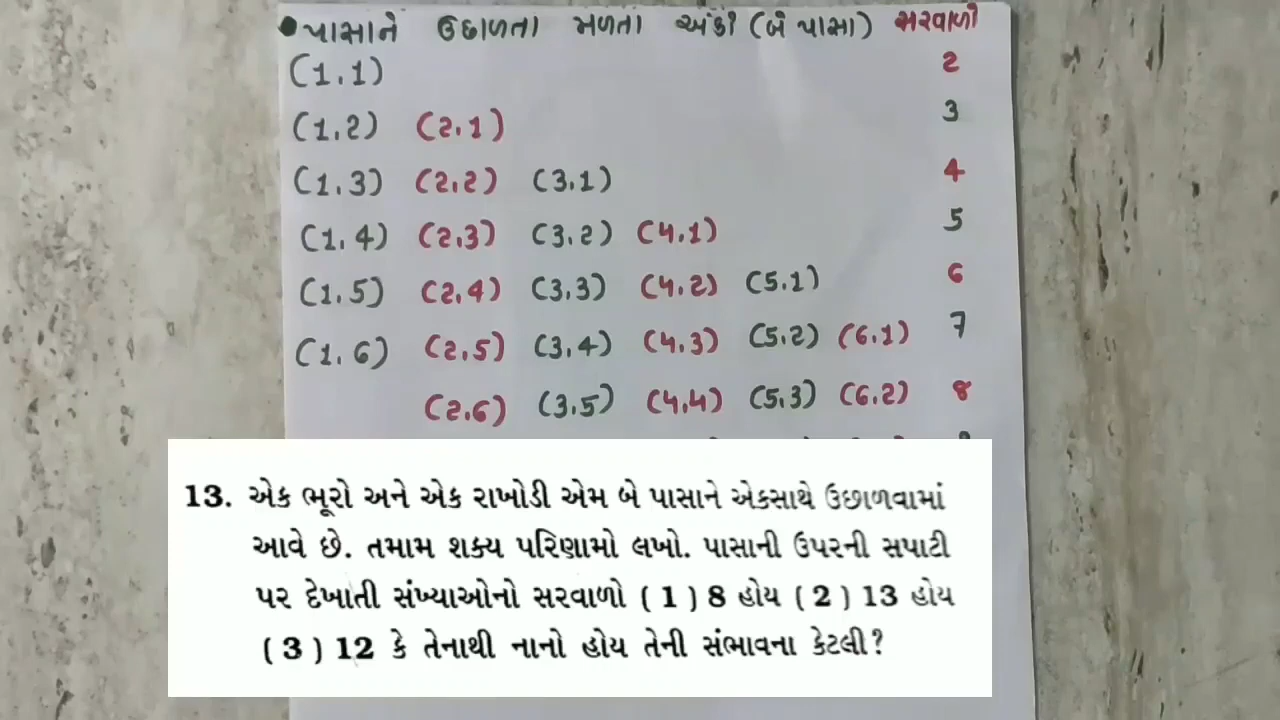 •પાસાને ઉછાળતા મળતા અંકો (બે પાસા) સરવાળો
(1,1) 2
(1,2) (2,1) 3
(1,3) (2,2) (3,1) 4
(1,4) (2,3) (3,2) (4,1) 5
(1,5) (2,4) (3,3) (4,2) (5,1) 6
(1,6) (2,5) (3,4) (4,3) (5,2) (6,1) 7
(2,6) (3,5) (4,4) (5,3) (6,2) 8
13. એક ભૂરો અને એક રાખોડી એમ બે પાસાને એકસાથે ઉછાળવામાં
આવે છે. તમામ શક્ય પરિણામો લખો. પાસાની ઉપરની સપાટી
પર દેખાતી સંખ્યાઓનો સરવાળો ( 1 ) 8 હોય ( 2 ) 13 હોય
( 3 ) 12 કે તેનાથી નાનો હોય તેની સંભાવના કેટલી?